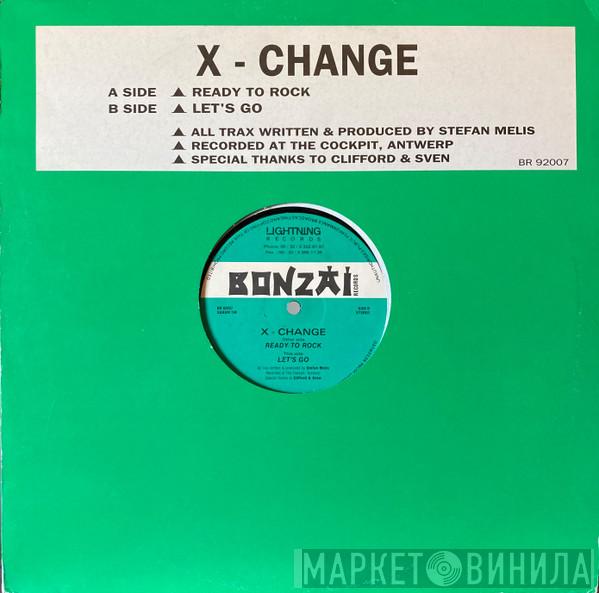 X - CHANGE
A SIDE ▲ READY TO ROCK
B SIDE ▲ LET'S GO
▲ ALL TRAX WRITTEN & PRODUCED BY STEFAN MELIS
▲ RECORDED AT THE COCKPIT, ANTWERP
▲ SPECIAL THANKS TO CLIFFORD & SVEN
BR 92007
LIGHTNING
RECORDS
BONZAI
RECORDS
X - CHANGE
READY TO ROCK
LET'S GO
МАРКЕТ ВИНИЛА